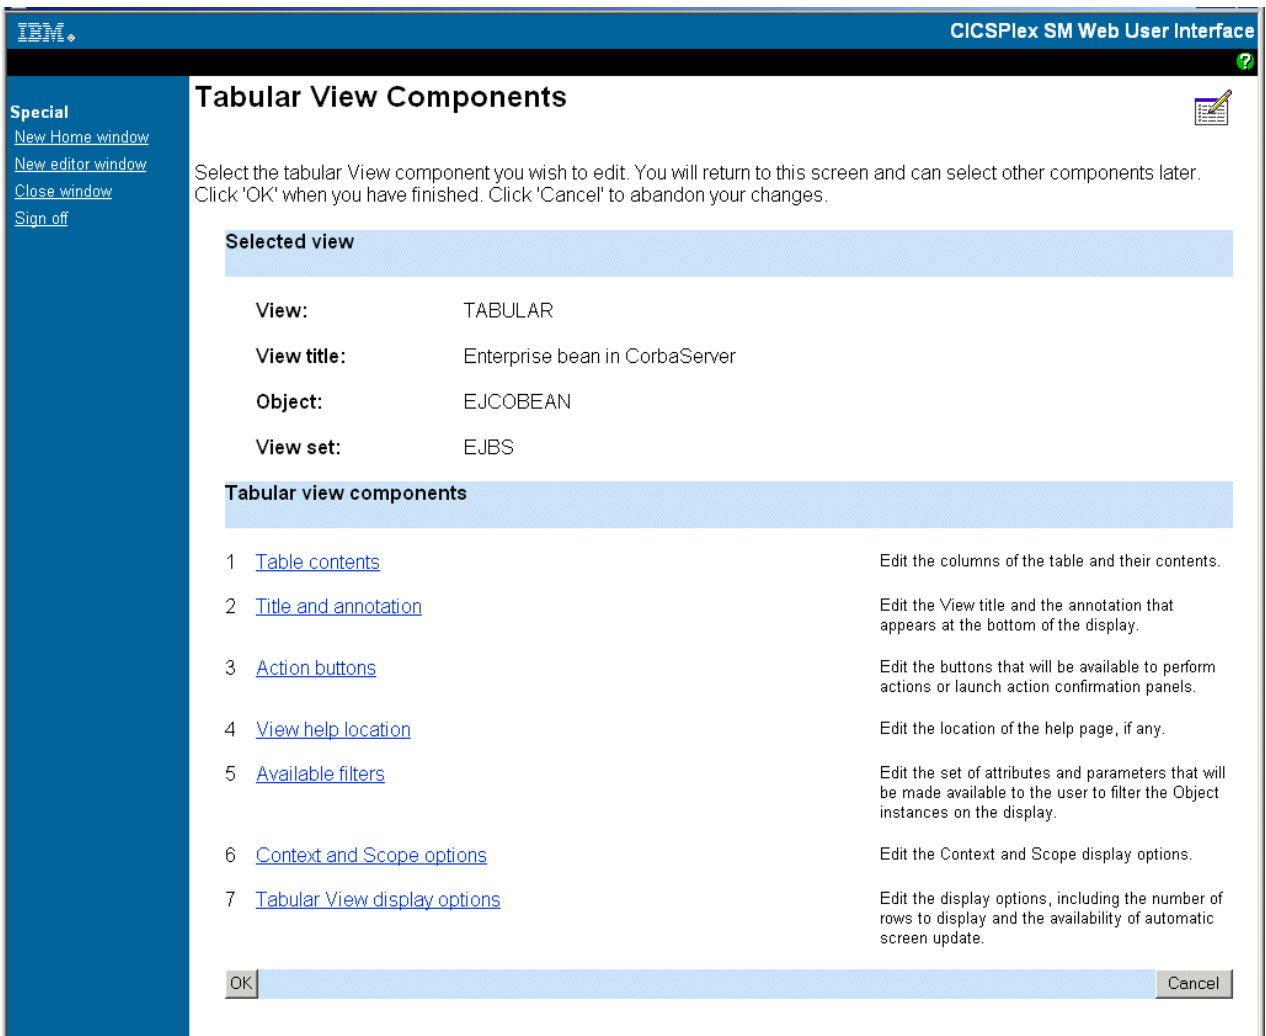 IBM.
CICSPlex SM Web User Interface
?
Special
New Home window
New editor window
Close window
Sign off
Tabular View Components
Select the tabular View component you wish to edit. You will return to this screen and can select other components later.
Click 'OK' when you have finished. Click 'Cancel' to abandon your changes.
Selected view
View: TABULAR
View title: Enterprise bean in CorbaServer
Object: EJCOBEAN
View set: EJBS
Tabular view components
1 Table contents Edit the columns of the table and their contents.
2 Title and annotation Edit the View title and the annotation that
appears at the bottom of the display.
3 Action buttons Edit the buttons that will be available to perform
actions or launch action confirmation panels.
4 View help location Edit the location of the help page, if any.
5 Available filters Edit the set of attributes and parameters that will
be made available to the user to filter the Object
instances on the display.
6 Context and Scope options Edit the Context and Scope display options.
7 Tabular View display options Edit the display options, including the number of
rows to display and the availability of automatic
screen update.
OK Cancel